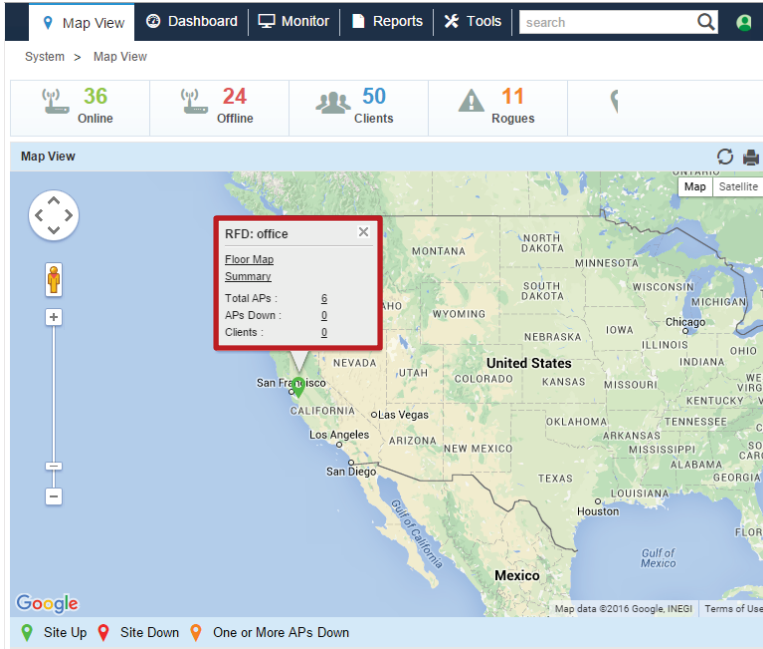 Map View Dashboard Monitor Reports Tools search
System > Map View
36 Online 24 Offline 50 Clients 11 Rogues
Map View
Map Satellite
ONTARIO
RFD: office
Floor Map
Summary
Total APs : 6
APs Down : 0
Clients : 0
MONTANA
NORTH DAKOTA
MINNESOTA
SOUTH DAKOTA
WISCONSIN
MICHIGAN
WYOMING
Chicago
IOWA
NEBRASKA
ILLINOIS
OHIO
INDIANA
NEVADA
UTAH
United States
COLORADO
KANSAS
MISSOURI
KENTUCKY
CALIFORNIA
Las Vegas
OKLAHOMA
TENNESSEE
Los Angeles
ARIZONA
NEW MEXICO
ARKANSAS
MISSISSIPPI
San Diego
ALABAMA
TEXAS
GEORGIA
LOUISIANA
Houston
Gulf of California
Gulf of Mexico
Mexico
Google
Map data ©2016 Google, INEGI Terms of Use
Site Up Site Down One or More APs Down